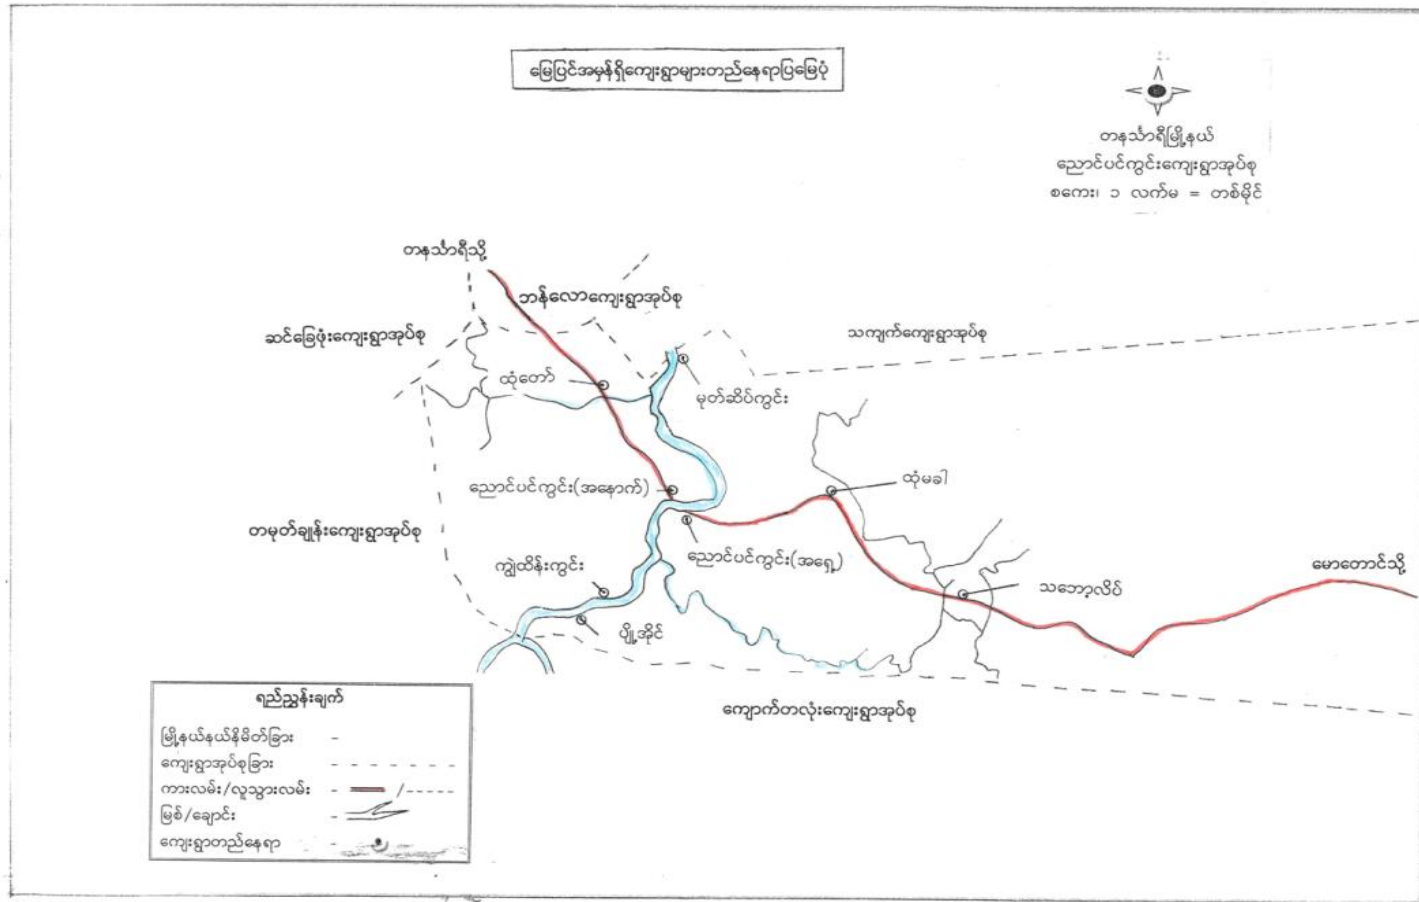 မြေပြင်အမှန်ရှိကျေးရွာများတည်နေရာပြမြေပုံ
တနင်္သာရီမြို့နယ်
ညောင်ပင်ကွင်းကျေးရွာအုပ်စု
စကေး၊ ၁ လက်မ = တစ်မိုင်
တနင်္သာရီသို့
ဘန်လောကျေးရွာအုပ်စု
ဆင်ခြေဖုံးကျေးရွာအုပ်စု
သကျက်ကျေးရွာအုပ်စု
ထုံတော်
မုတ်ဆိပ်ကွင်း
ညောင်ပင်ကွင်း(အနောက်)
ထုံမခါ
တမုတ်ချုန်းကျေးရွာအုပ်စု
ညောင်ပင်ကွင်း(အရှေ့)
ကျွဲထိန်းကွင်း
မောတောင်သို့
သဘော့လိပ်
ပျို့အိုင်
ကျောက်တလုံးကျေးရွာအုပ်စု
ရည်ညွှန်းချက်
မြို့နယ်နယ်နိမိတ်ခြား -
ကျေးရွာအုပ်စုခြား
ကားလမ်း/လူသွားလမ်း - /
မြစ်/ချောင်း -
ကျေးရွာတည်နေရာ -